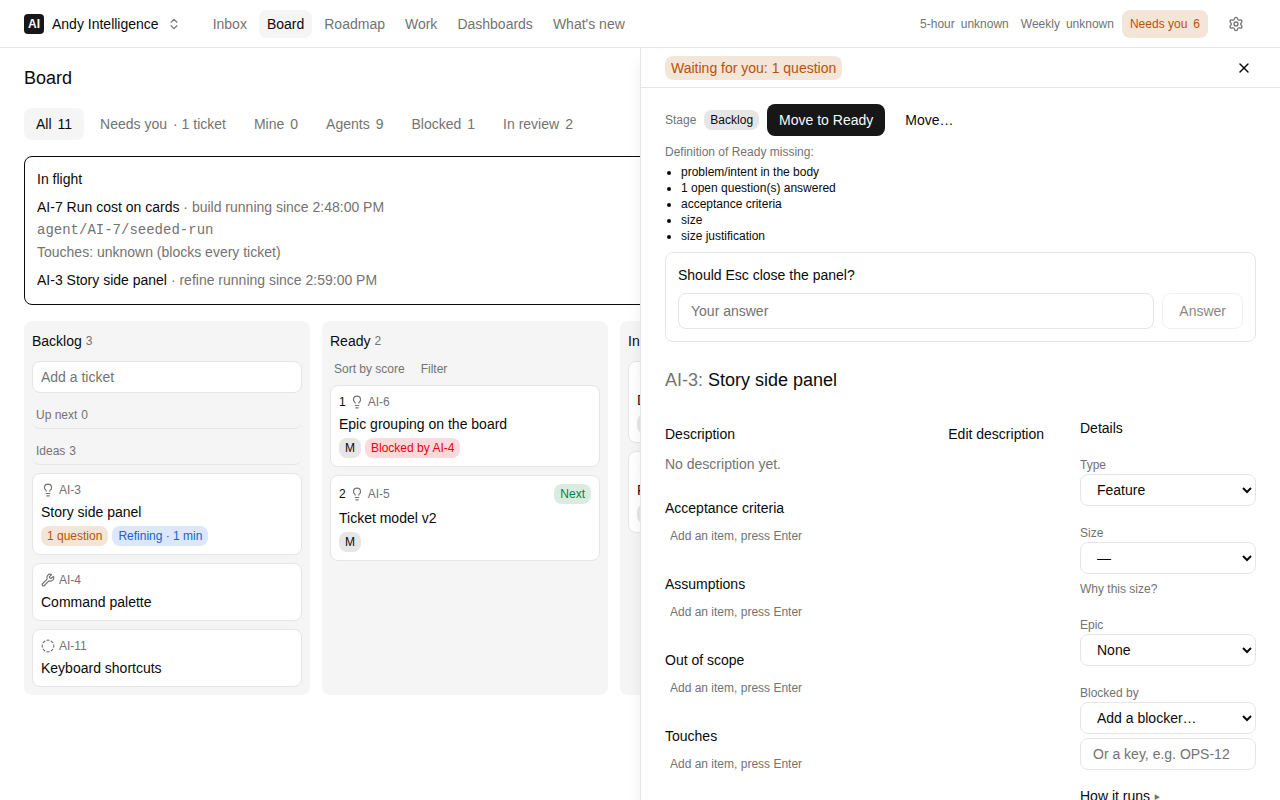 AI Andy Intelligence Inbox Board Roadmap Work Dashboards What's new 5-hour unknown Weekly unknown Needs you 6
Board
All 11 Needs you · 1 ticket Mine 0 Agents 9 Blocked 1 In review 2
In flight
AI-7 Run cost on cards · build running since 2:48:00 PM
agent/AI-7/seeded-run
Touches: unknown (blocks every ticket)
AI-3 Story side panel · refine running since 2:59:00 PM
Backlog 3
Add a ticket
Up next 0
Ideas 3
AI-3
Story side panel
1 question Refining · 1 min
AI-4
Command palette
AI-11
Keyboard shortcuts
Ready 2
Sort by score Filter
1 AI-6
Epic grouping on the board
M Blocked by AI-4
2 AI-5 Next
Ticket model v2
M
In
Waiting for you: 1 question
Stage Backlog Move to Ready Move…
Definition of Ready missing:
• problem/intent in the body
• 1 open question(s) answered
• acceptance criteria
• size
• size justification
Should Esc close the panel?
Your answer Answer
AI-3: Story side panel
Description Edit description
No description yet.
Acceptance criteria
Add an item, press Enter
Assumptions
Add an item, press Enter
Out of scope
Add an item, press Enter
Touches
Add an item, press Enter
Details
Type
Feature
Size
—
Why this size?
Epic
None
Blocked by
Add a blocker…
Or a key, e.g. OPS-12
How it runs ▸